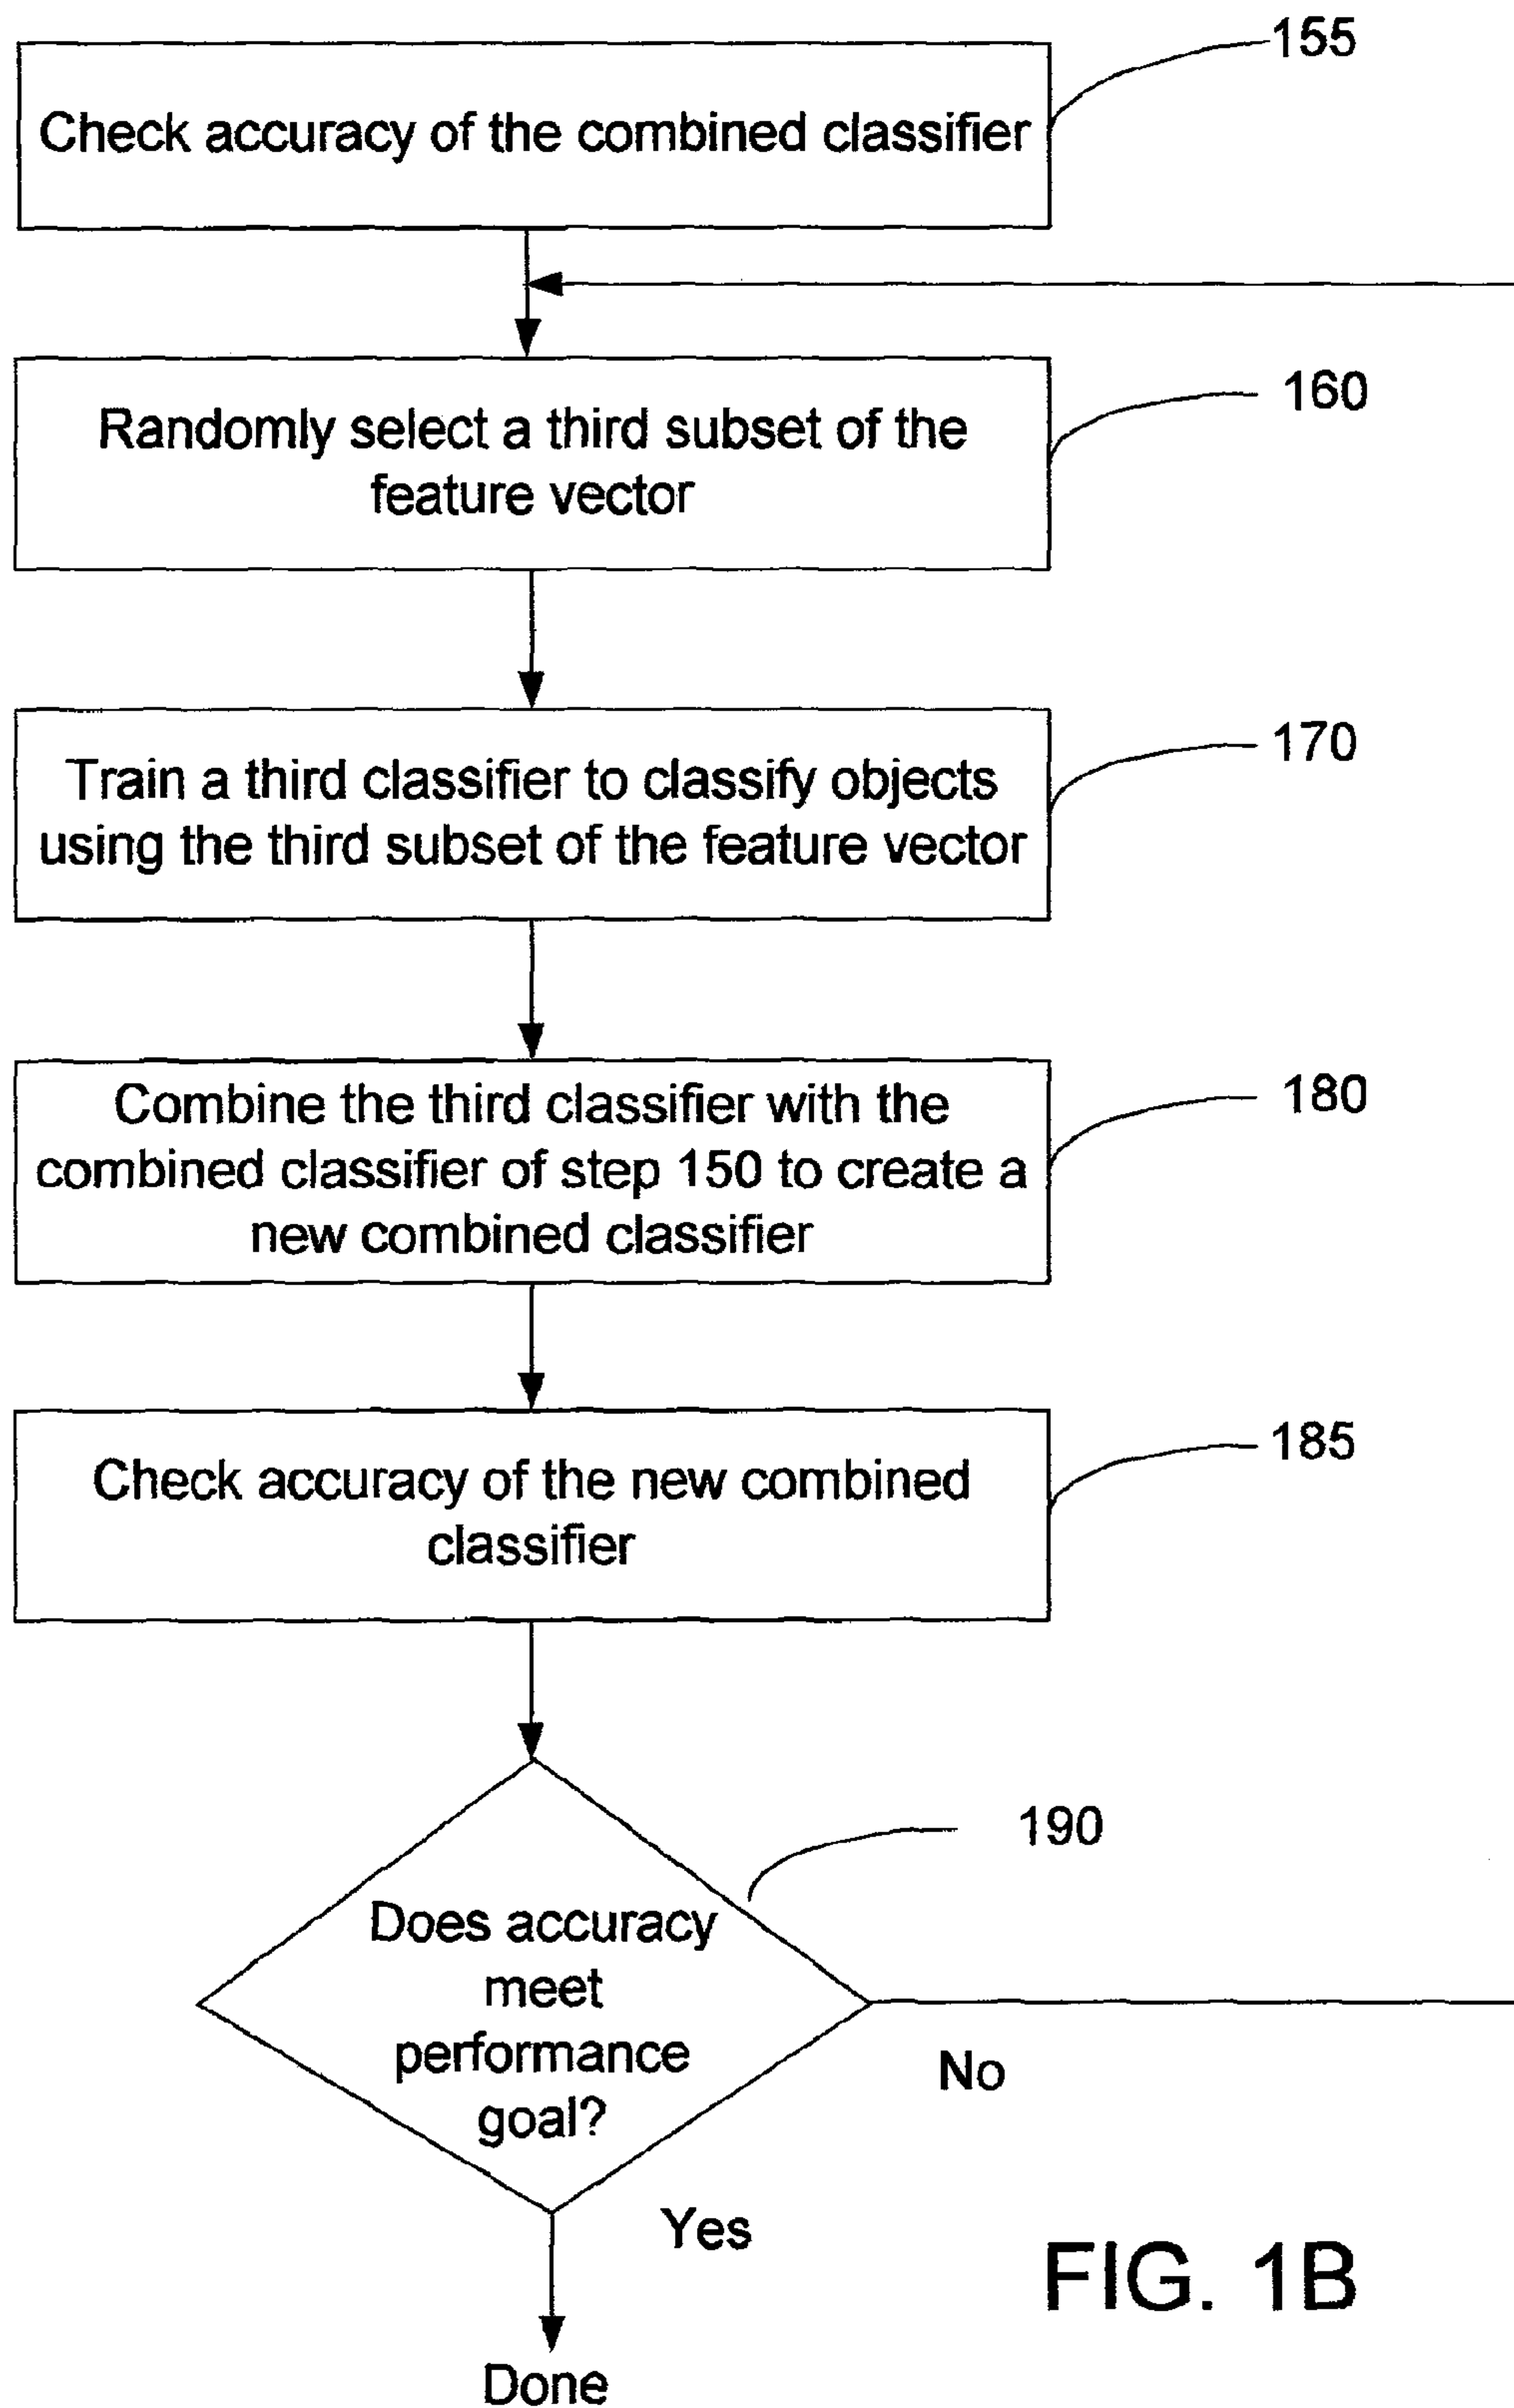 155
Check accuracy of the combined classifier
160
Randomly select a third subset of the
feature vector
170
Train a third classifier to classify objects
using the third subset of the feature vector
180
Combine the third classifier with the
combined classifier of step 150 to create a
new combined classifier
185
Check accuracy of the new combined
classifier
190
Does accuracy
meet
performance
goal?
No
Yes
FIG. 1B
Done